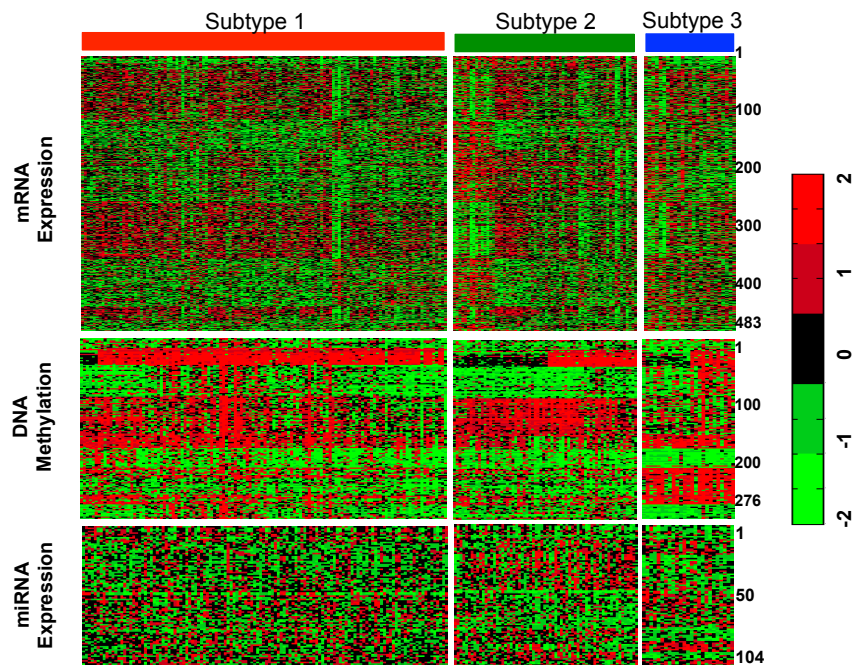 Subtype 1
Subtype 2
Subtype 3
mRNA
Expression
1
100
200
300
400
483
DNA
Methylation
1
100
200
276
miRNA
Expression
1
50
104
2
1
0
-1
-2